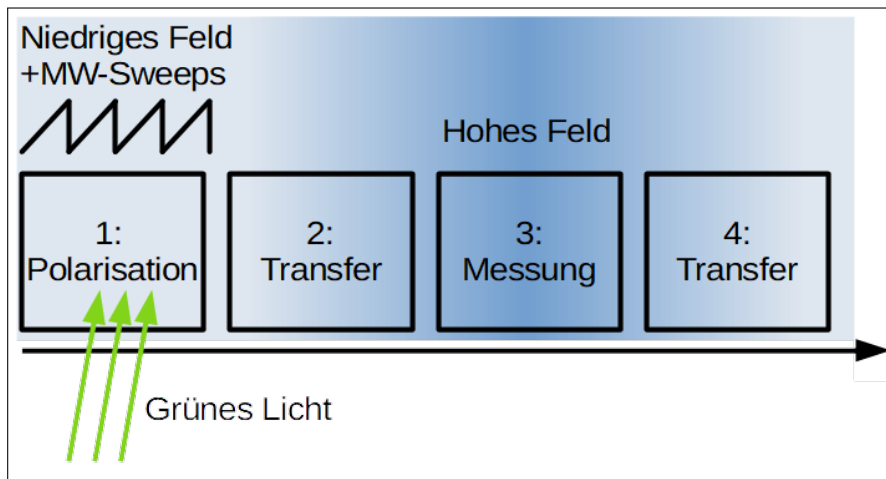 Niedriges Feld
+MW-Sweeps
Hohes Feld
1:
Polarisation
2:
Transfer
3:
Messung
4:
Transfer
Grünes Licht